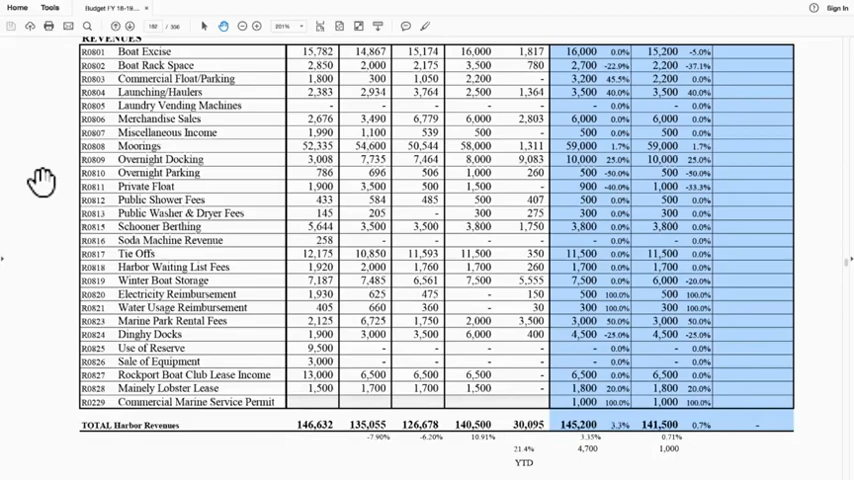 Home Tools Budget FY 18-19... × Sign In
182 / 356 201%
REVENUES
R0801 Boat Excise 15,782 14,867 15,174 16,000 1,817 16,000 0.0% 15,200 -5.0%
R0802 Boat Rack Space 2,850 2,000 2,175 3,500 780 2,700 -22.9% 2,200 -37.1%
R0803 Commercial Float/Parking 1,800 300 1,050 2,200 - 3,200 45.5% 2,200 0.0%
R0804 Launching/Haulers 2,383 2,934 3,764 2,500 1,364 3,500 40.0% 3,500 40.0%
R0805 Laundry Vending Machines - - - - - - 0.0% - 0.0%
R0806 Merchandise Sales 2,676 3,490 6,779 6,000 2,803 6,000 0.0% 6,000 0.0%
R0807 Miscellaneous Income 1,990 1,100 539 500 - 500 0.0% 500 0.0%
R0808 Moorings 52,335 54,600 50,544 58,000 1,311 59,000 1.7% 59,000 1.7%
R0809 Overnight Docking 3,008 7,735 7,464 8,000 9,083 10,000 25.0% 10,000 25.0%
R0810 Overnight Parking 786 696 506 1,000 260 500 -50.0% 500 -50.0%
R0811 Private Float 1,900 3,500 500 1,500 - 900 -40.0% 1,000 -33.3%
R0812 Public Shower Fees 433 584 485 500 407 500 0.0% 500 0.0%
R0813 Public Washer & Dryer Fees 145 205 - 300 275 300 0.0% 300 0.0%
R0815 Schooner Berthing 5,644 3,500 3,500 3,800 1,750 3,800 0.0% 3,800 0.0%
R0816 Soda Machine Revenue 258 - - - - - 0.0% - 0.0%
R0817 Tie Offs 12,175 10,850 11,593 11,500 350 11,500 0.0% 11,500 0.0%
R0818 Harbor Waiting List Fees 1,920 2,000 1,760 1,700 260 1,700 0.0% 1,700 0.0%
R0819 Winter Boat Storage 7,187 7,485 6,561 7,500 5,555 7,500 0.0% 6,000 -20.0%
R0820 Electricity Reimbursement 1,930 625 475 - 150 500 100.0% 500 100.0%
R0821 Water Usage Reimbursement 405 660 360 - 30 300 100.0% 300 100.0%
R0823 Marine Park Rental Fees 2,125 6,725 1,750 2,000 3,500 3,000 50.0% 3,000 50.0%
R0824 Dinghy Docks 1,900 3,000 3,500 6,000 400 4,500 -25.0% 4,500 -25.0%
R0825 Use of Reserve 9,500 - - - - - 0.0% - 0.0%
R0826 Sale of Equipment 3,000 - - - - - 0.0% - 0.0%
R0827 Rockport Boat Club Lease Income 13,000 6,500 6,500 6,500 - 6,500 0.0% 6,500 0.0%
R0828 Mainely Lobster Lease 1,500 1,700 1,700 1,500 - 1,800 20.0% 1,800 20.0%
R0229 Commercial Marine Service Permit 1,000 100.0% 1,000 100.0%
TOTAL Harbor Revenues 146,632 135,055 126,678 140,500 30,095 145,200 3.3% 141,500 0.7% -
-7.90% -6.20% 10.91% 3.35% 0.71%
21.4% 4,700 1,000
YTD